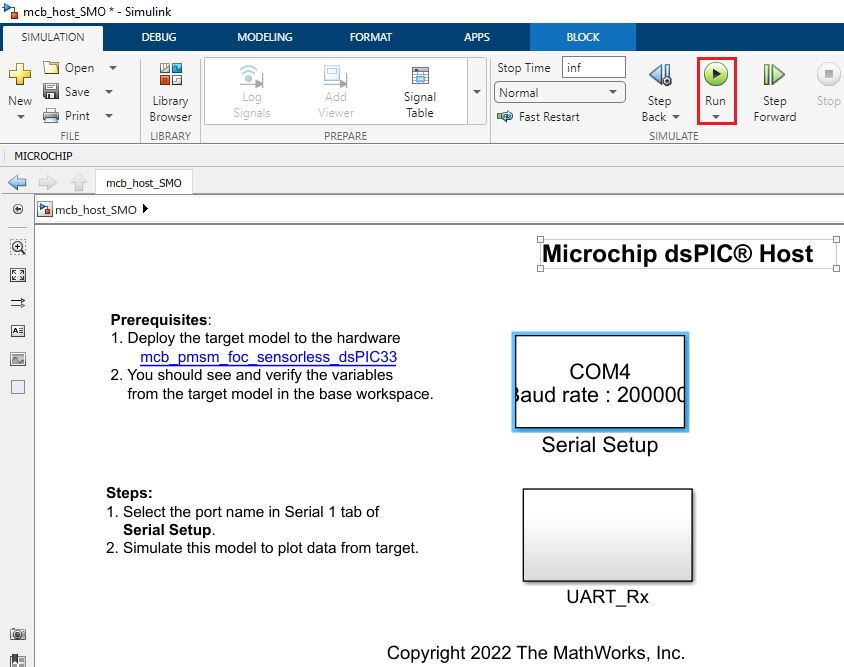 mcb_host_SMO * - Simulink
SIMULATION DEBUG MODELING FORMAT APPS BLOCK
New
Open
Save
Print
FILE
Library
Browser
LIBRARY
Log
Signals
Add
Viewer
Signal
Table
PREPARE
Stop Time inf
Normal
Fast Restart
Step
Back
Run
Step
Forward
Stop
SIMULATE
MICROCHIP
mcb_host_SMO
mcb_host_SMO
Microchip dsPIC® Host
Prerequisites:
1. Deploy the target model to the hardware
mcb_pmsm_foc_sensorless_dsPIC33
2. You should see and verify the variables
from the target model in the base workspace.
COM4
Baud rate : 200000
Serial Setup
Steps:
1. Select the port name in Serial 1 tab of
Serial Setup.
2. Simulate this model to plot data from target.
UART_Rx
Copyright 2022 The MathWorks, Inc.